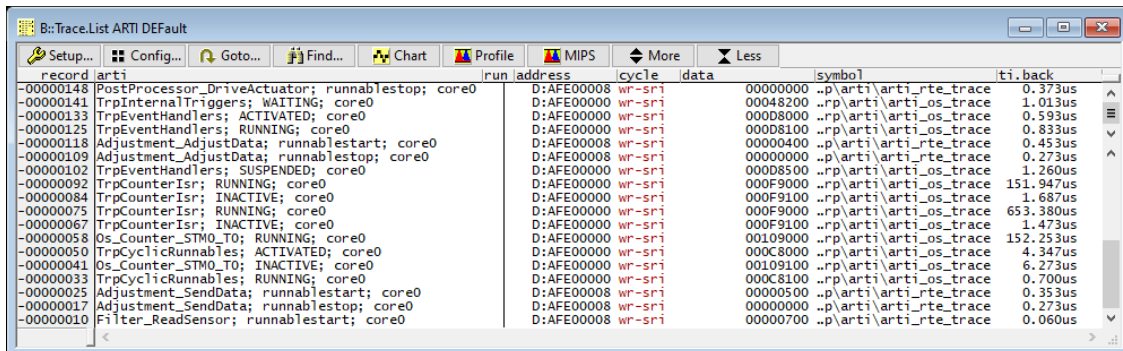 B::Trace.List ARTI DEFault
Setup... Config... Goto... Find... Chart Profile MIPS More Less
record arti run address cycle data symbol ti.back
-00000148 PostProcessor_DriveActuator; runnablestop; core0 D:AFE00008 wr-sri 00000000 ..p\arti\arti_rte_trace 0.373us
-00000141 TrpInternalTriggers; WAITING; core0 D:AFE00000 wr-sri 00048200 ..rp\arti\arti_os_trace 1.013us
-00000133 TrpEventHandlers; ACTIVATED; core0 D:AFE00000 wr-sri 000D8000 ..rp\arti\arti_os_trace 0.593us
-00000125 TrpEventHandlers; RUNNING; core0 D:AFE00000 wr-sri 000D8100 ..rp\arti\arti_os_trace 0.833us
-00000118 Adjustment_AdjustData; runnablestart; core0 D:AFE00008 wr-sri 00000400 ..p\arti\arti_rte_trace 0.453us
-00000109 Adjustment_AdjustData; runnablestop; core0 D:AFE00008 wr-sri 00000000 ..p\arti\arti_rte_trace 0.273us
-00000102 TrpEventHandlers; SUSPENDED; core0 D:AFE00000 wr-sri 000D8500 ..rp\arti\arti_os_trace 1.260us
-00000092 TrpCounterIsr; RUNNING; core0 D:AFE00000 wr-sri 000F9000 ..rp\arti\arti_os_trace 151.947us
-00000084 TrpCounterIsr; INACTIVE; core0 D:AFE00000 wr-sri 000F9100 ..rp\arti\arti_os_trace 1.687us
-00000075 TrpCounterIsr; RUNNING; core0 D:AFE00000 wr-sri 000F9000 ..rp\arti\arti_os_trace 653.380us
-00000067 TrpCounterIsr; INACTIVE; core0 D:AFE00000 wr-sri 000F9100 ..rp\arti\arti_os_trace 1.473us
-00000058 Os_Counter_STM0_T0; RUNNING; core0 D:AFE00000 wr-sri 00109000 ..rp\arti\arti_os_trace 152.253us
-00000050 TrpCyclicRunnables; ACTIVATED; core0 D:AFE00000 wr-sri 000C8000 ..rp\arti\arti_os_trace 4.347us
-00000041 Os_Counter_STM0_T0; INACTIVE; core0 D:AFE00000 wr-sri 00109100 ..rp\arti\arti_os_trace 6.273us
-00000033 TrpCyclicRunnables; RUNNING; core0 D:AFE00000 wr-sri 000C8100 ..rp\arti\arti_os_trace 0.700us
-00000025 Adjustment_SendData; runnablestart; core0 D:AFE00008 wr-sri 00000500 ..p\arti\arti_rte_trace 0.353us
-00000017 Adjustment_SendData; runnablestop; core0 D:AFE00008 wr-sri 00000000 ..p\arti\arti_rte_trace 0.273us
-00000010 Filter_ReadSensor; runnablestart; core0 D:AFE00008 wr-sri 00000700 ..p\arti\arti_rte_trace 0.060us